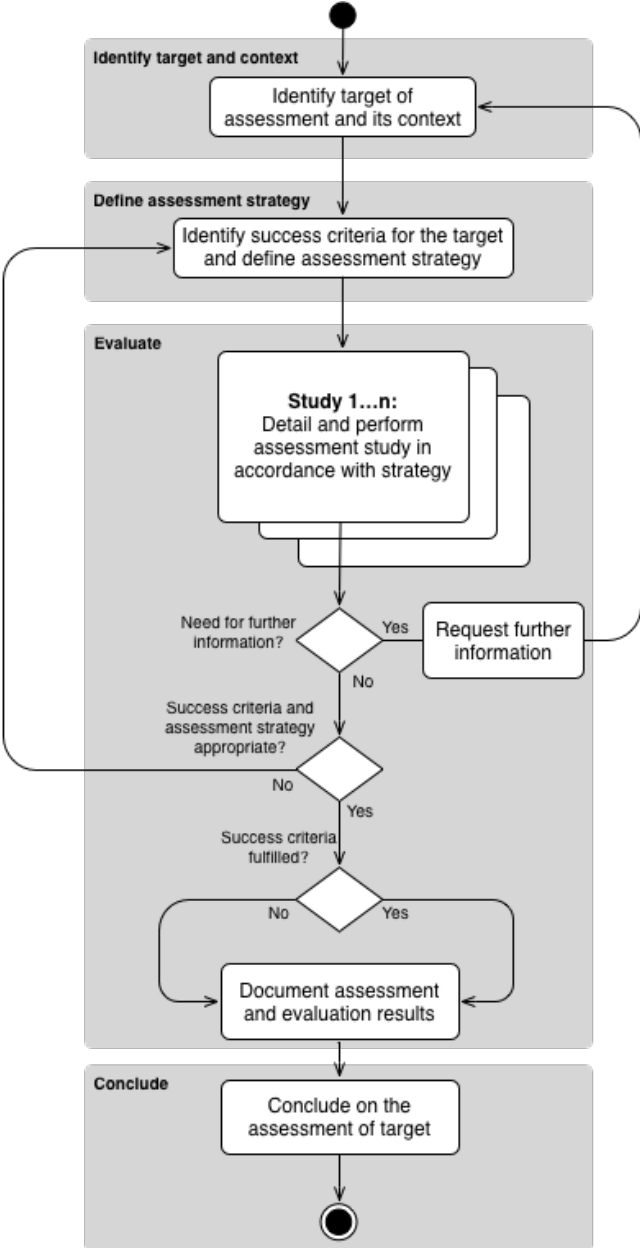 Identify target and context
Identify target of
assessment and its context
Define assessment strategy
Identify success criteria for the target
and define assessment strategy
Evaluate
Study 1...n:
Detail and perform
assessment study in
accordance with strategy
Need for further
information?
Yes
Request further
information
No
Success criteria and
assessment strategy
appropriate?
No
Yes
Success criteria
fulfilled?
No
Yes
Document assessment
and evaluation results
Conclude
Conclude on the
assessment of target